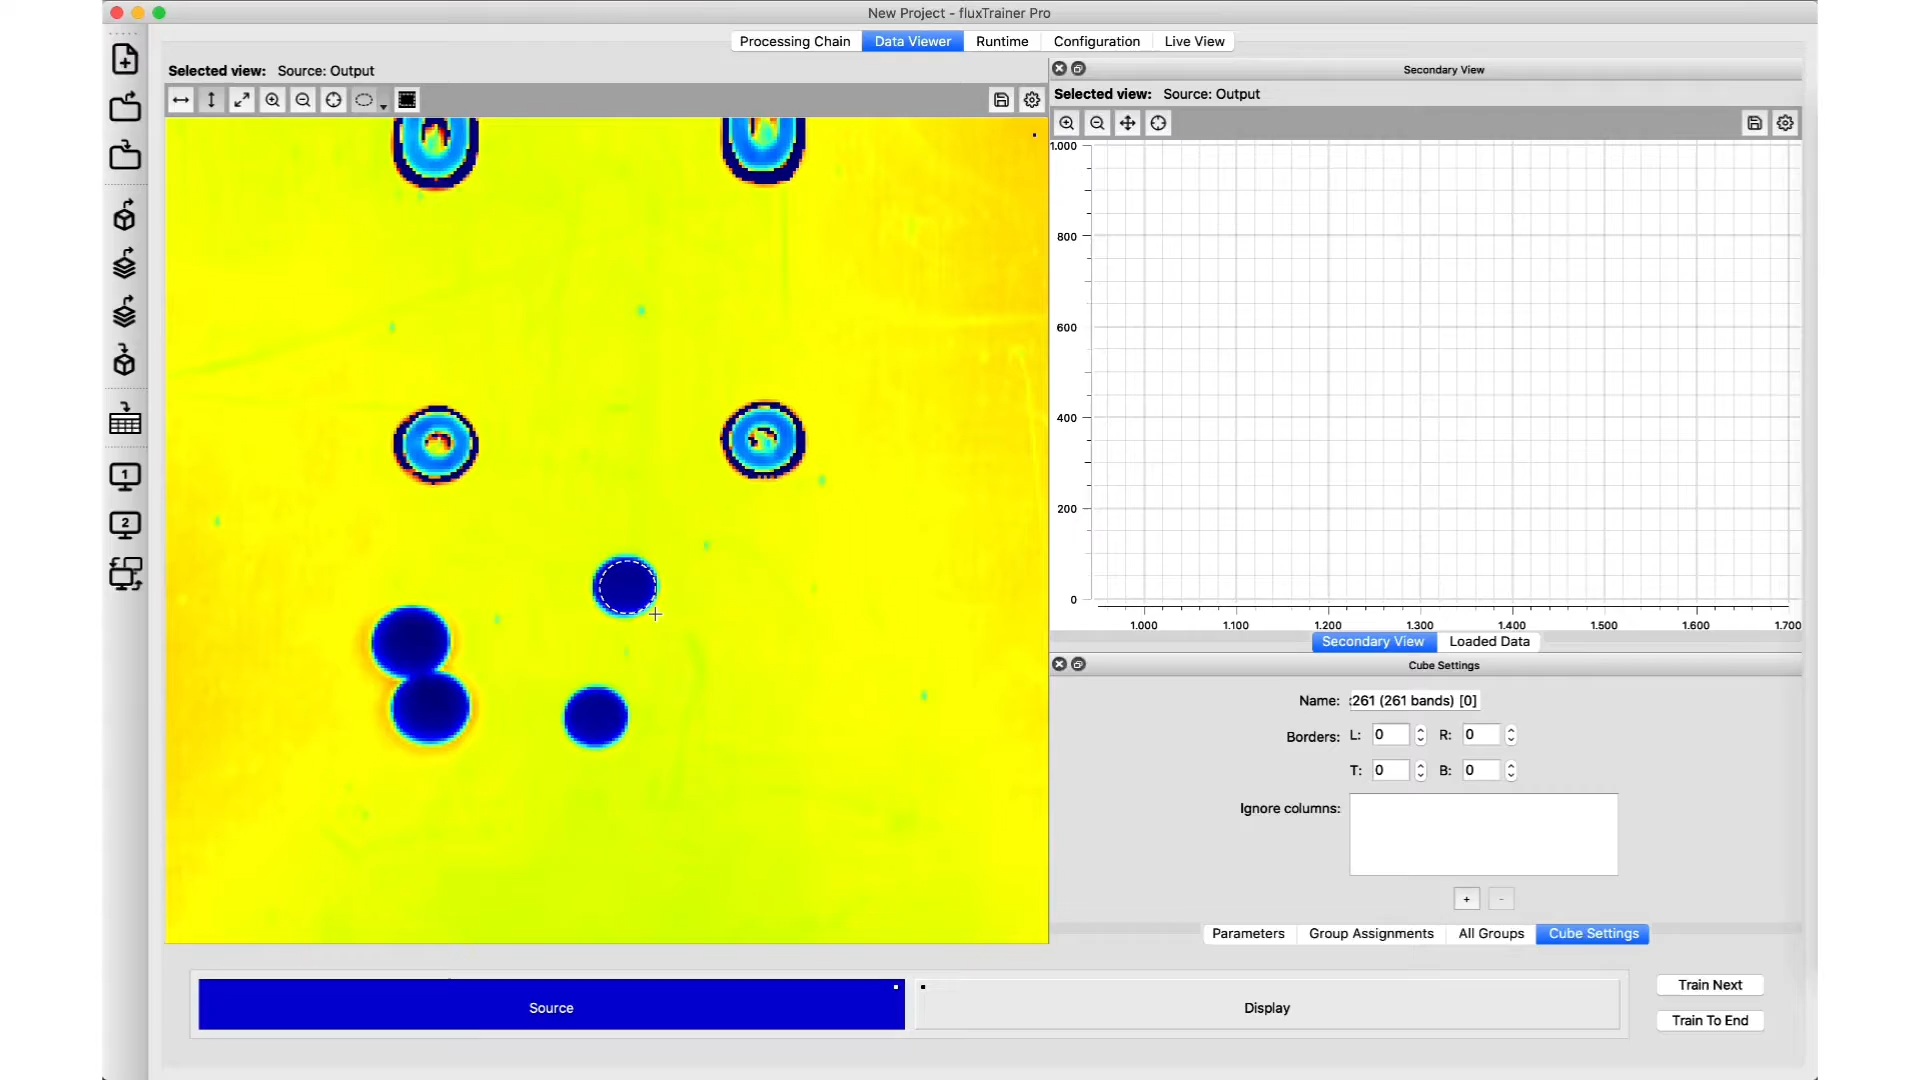 New Project - fluxTrainer Pro
Processing Chain Data Viewer Runtime Configuration Live View
Selected view: Source: Output
Secondary View
Selected view: Source: Output
1.000
800
600
400
200
0
1.000 1.100 1.200 1.300 1.400 1.500 1.600 1.700
Secondary View Loaded Data
Cube Settings
Name: :261 (261 bands) [0]
Borders: L: 0 R: 0
T: 0 B: 0
Ignore columns:
+ -
Parameters Group Assignments All Groups Cube Settings
1
2
Source Display
Train Next
Train To End